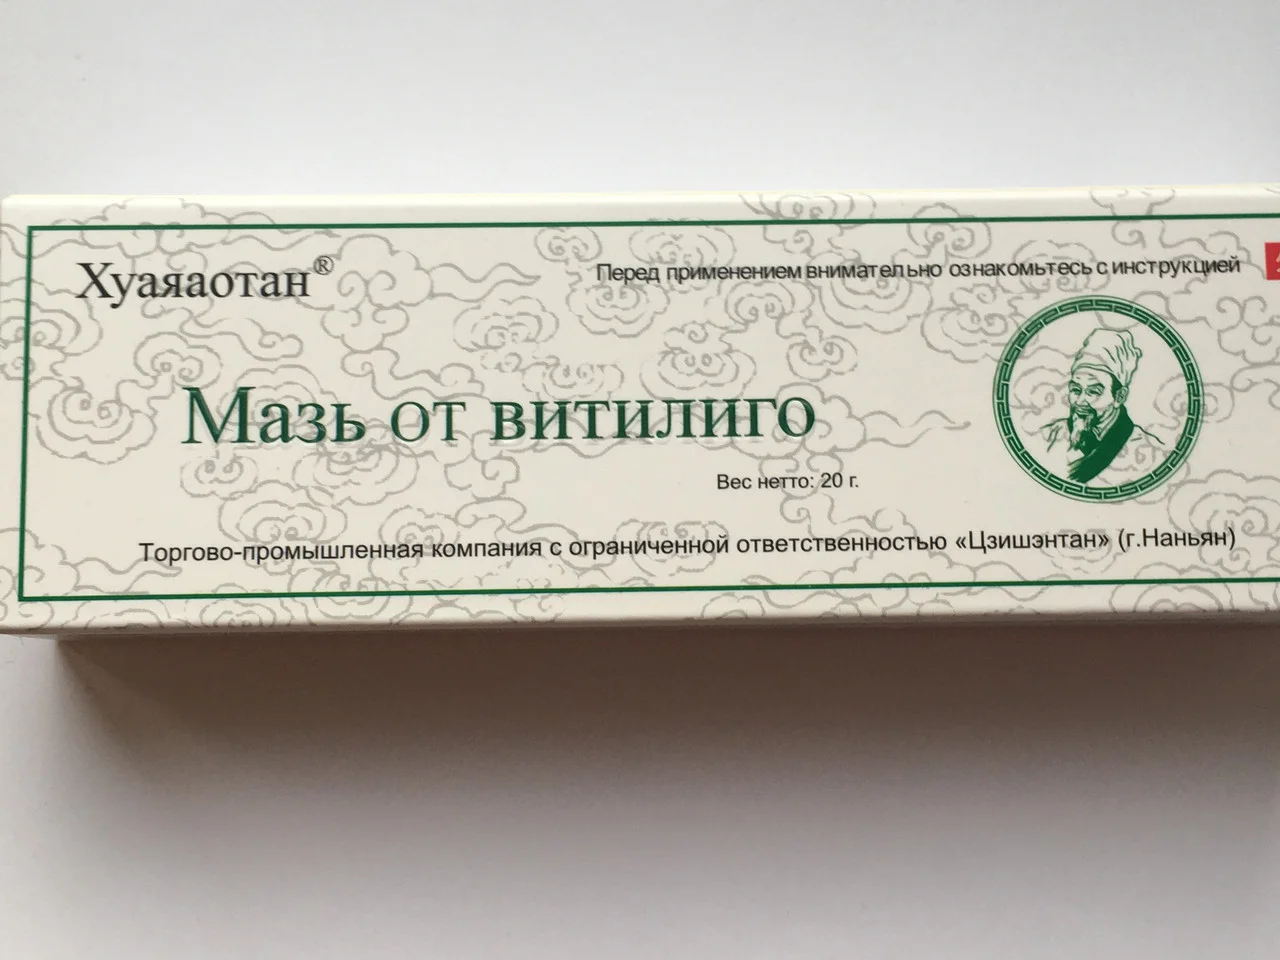 Хуаяаотан®
Перед применением внимательно ознакомьтесь с инструкцией
Мазь от витилиго
Вес нетто: 20 г.
Торгово-промышленная компания с ограниченной ответственностью «Цзишэнтан» (г.Наньян)